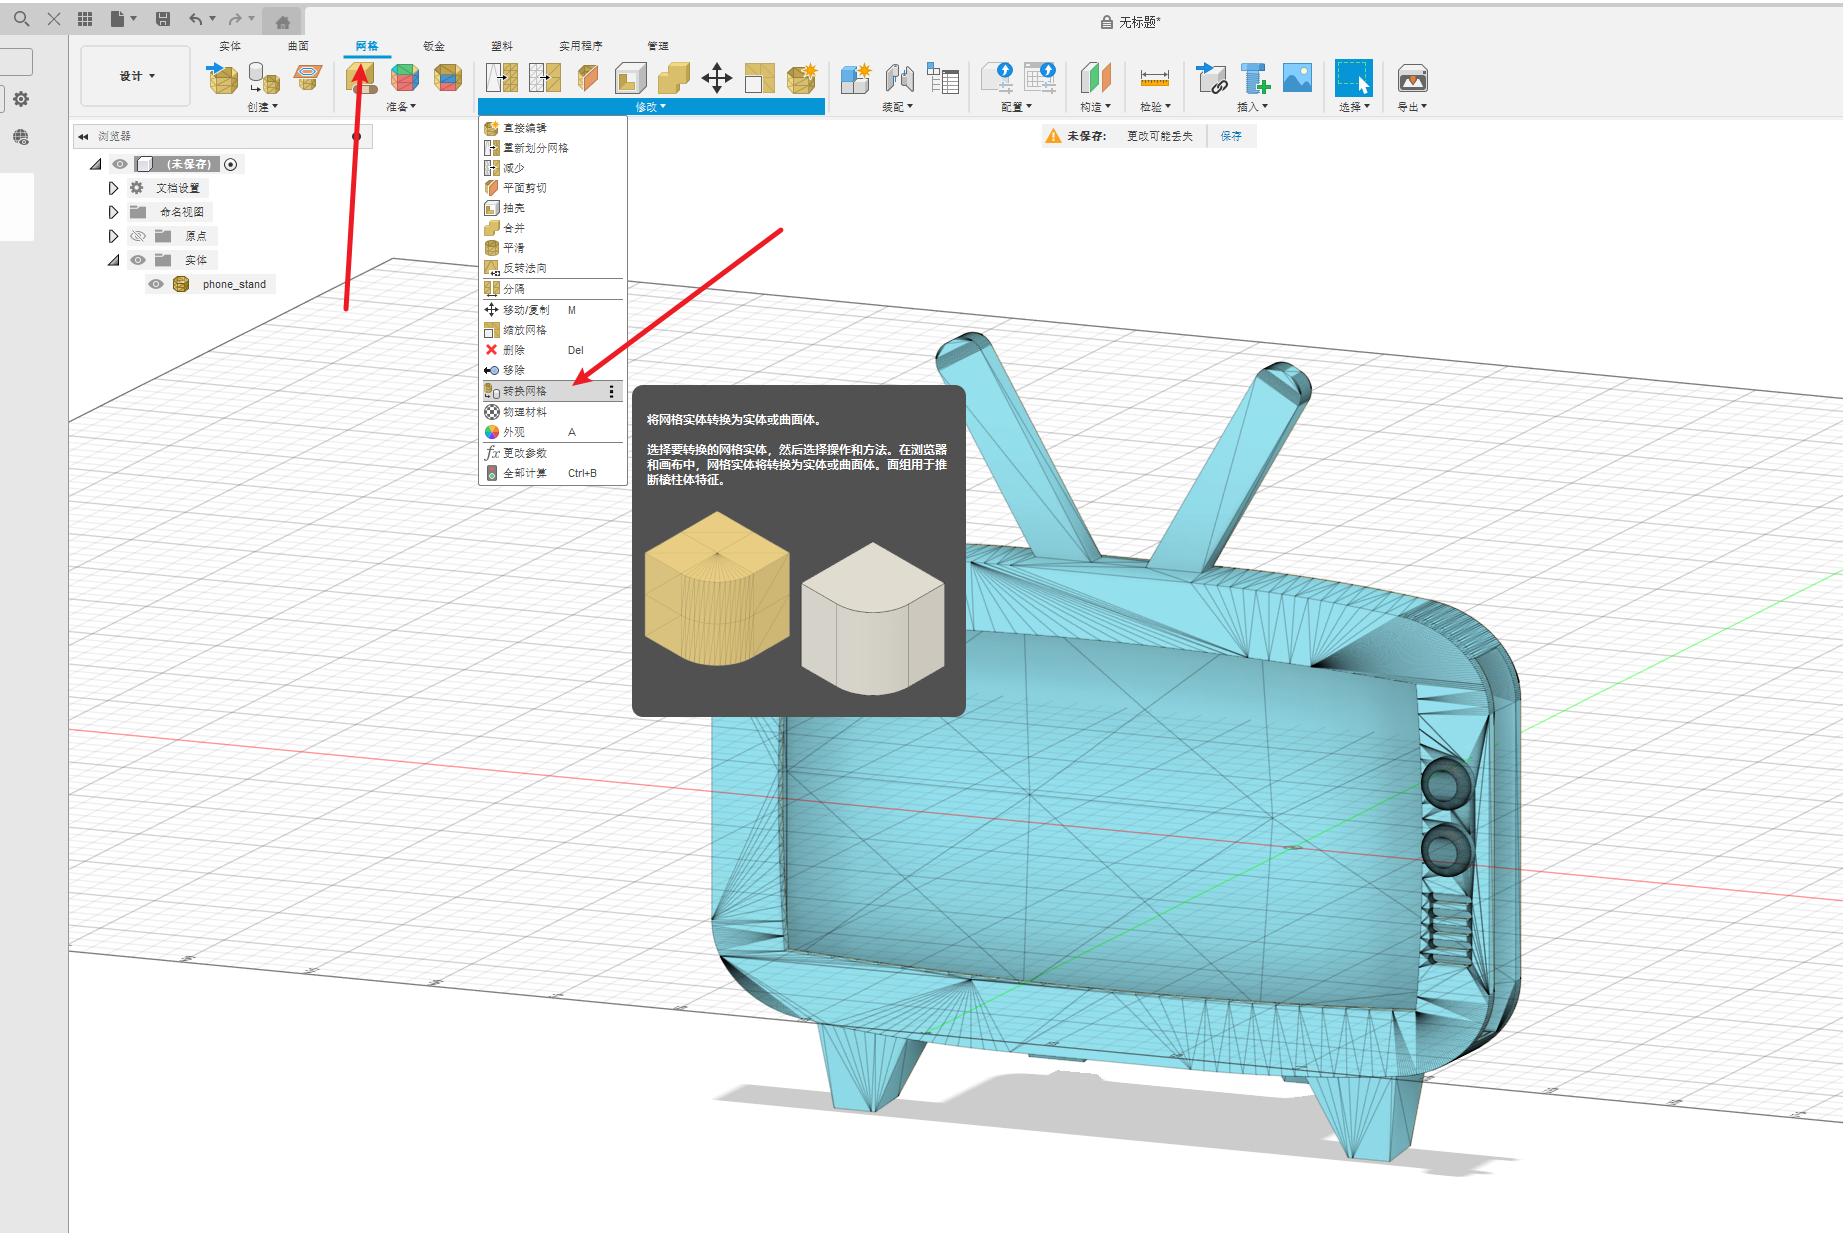 无标题*
实体 曲面 网格 钣金 塑料 实用程序 管理
设计
创建 准备 修改 装配 配置 构造 检验 插入 选择 导出
浏览器
未保存: 更改可能丢失 保存
(未保存)
文档设置
命名视图
原点
实体
phone_stand
直接编辑
重新划分网格
减少
平面剪切
抽壳
合并
平滑
反转法向
分隔
移动/复制 M
缩放网格
删除 Del
移除
转换网格
物理材料
外观 A
fx 更改参数
全部计算 Ctrl+B
将网格实体转换为实体或曲面体。
选择要转换的网格实体，然后选择操作和方法。在浏览器
和画布中，网格实体将转换为实体或曲面体。面组用于推
断棱柱体特征。